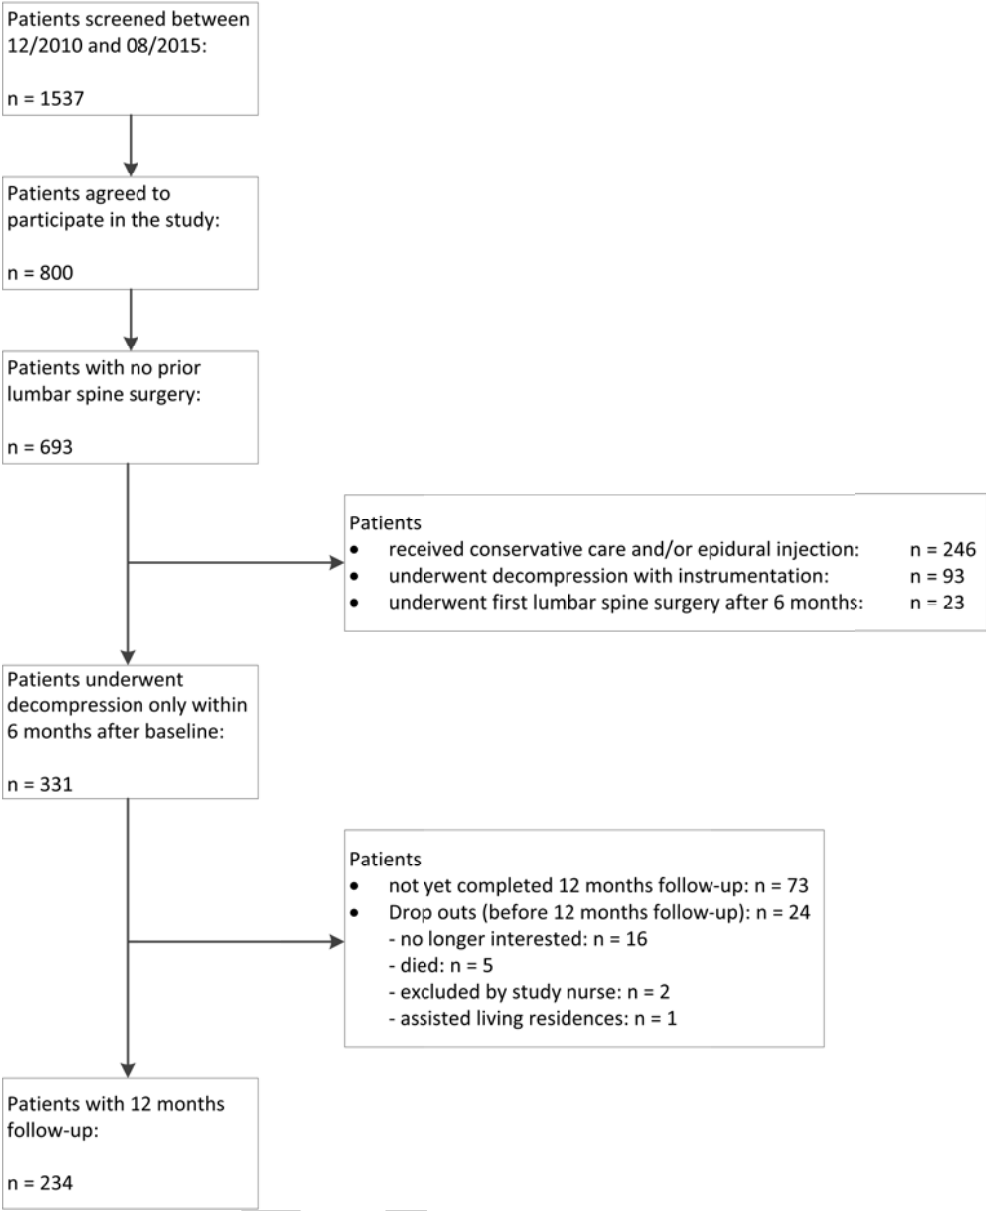 Patients screened between
12/2010 and 08/2015:
n = 1537
Patients agreed to
participate in the study:
n = 800
Patients with no prior
lumbar spine surgery:
n = 693
Patients
• received conservative care and/or epidural injection: n = 246
• underwent decompression with instrumentation: n = 93
• underwent first lumbar spine surgery after 6 months: n = 23
Patients underwent
decompression only within
6 months after baseline:
n = 331
Patients
• not yet completed 12 months follow-up: n = 73
• Drop outs (before 12 months follow-up): n = 24
- no longer interested: n = 16
- died: n = 5
- excluded by study nurse: n = 2
- assisted living residences: n = 1
Patients with 12 months
follow-up:
n = 234